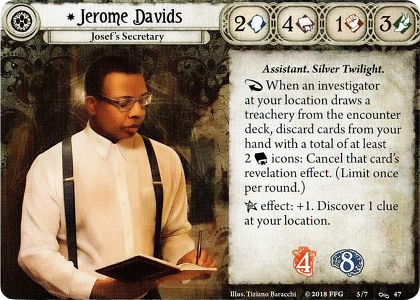 Jerome Davids
2 4 1 3
Josef's Secretary
Assistant. Silver Twilight.
When an investigator
at your location draws a
treachery from the encounter
deck, discard cards from your
hand with a total of at least
2 icons: Cancel that card's
revelation effect. (Limit once
per round.)
effect: +1. Discover 1 clue
at your location.
4 8
Illus. Tiziano Baracchi © 2018 FFG 5/7 47